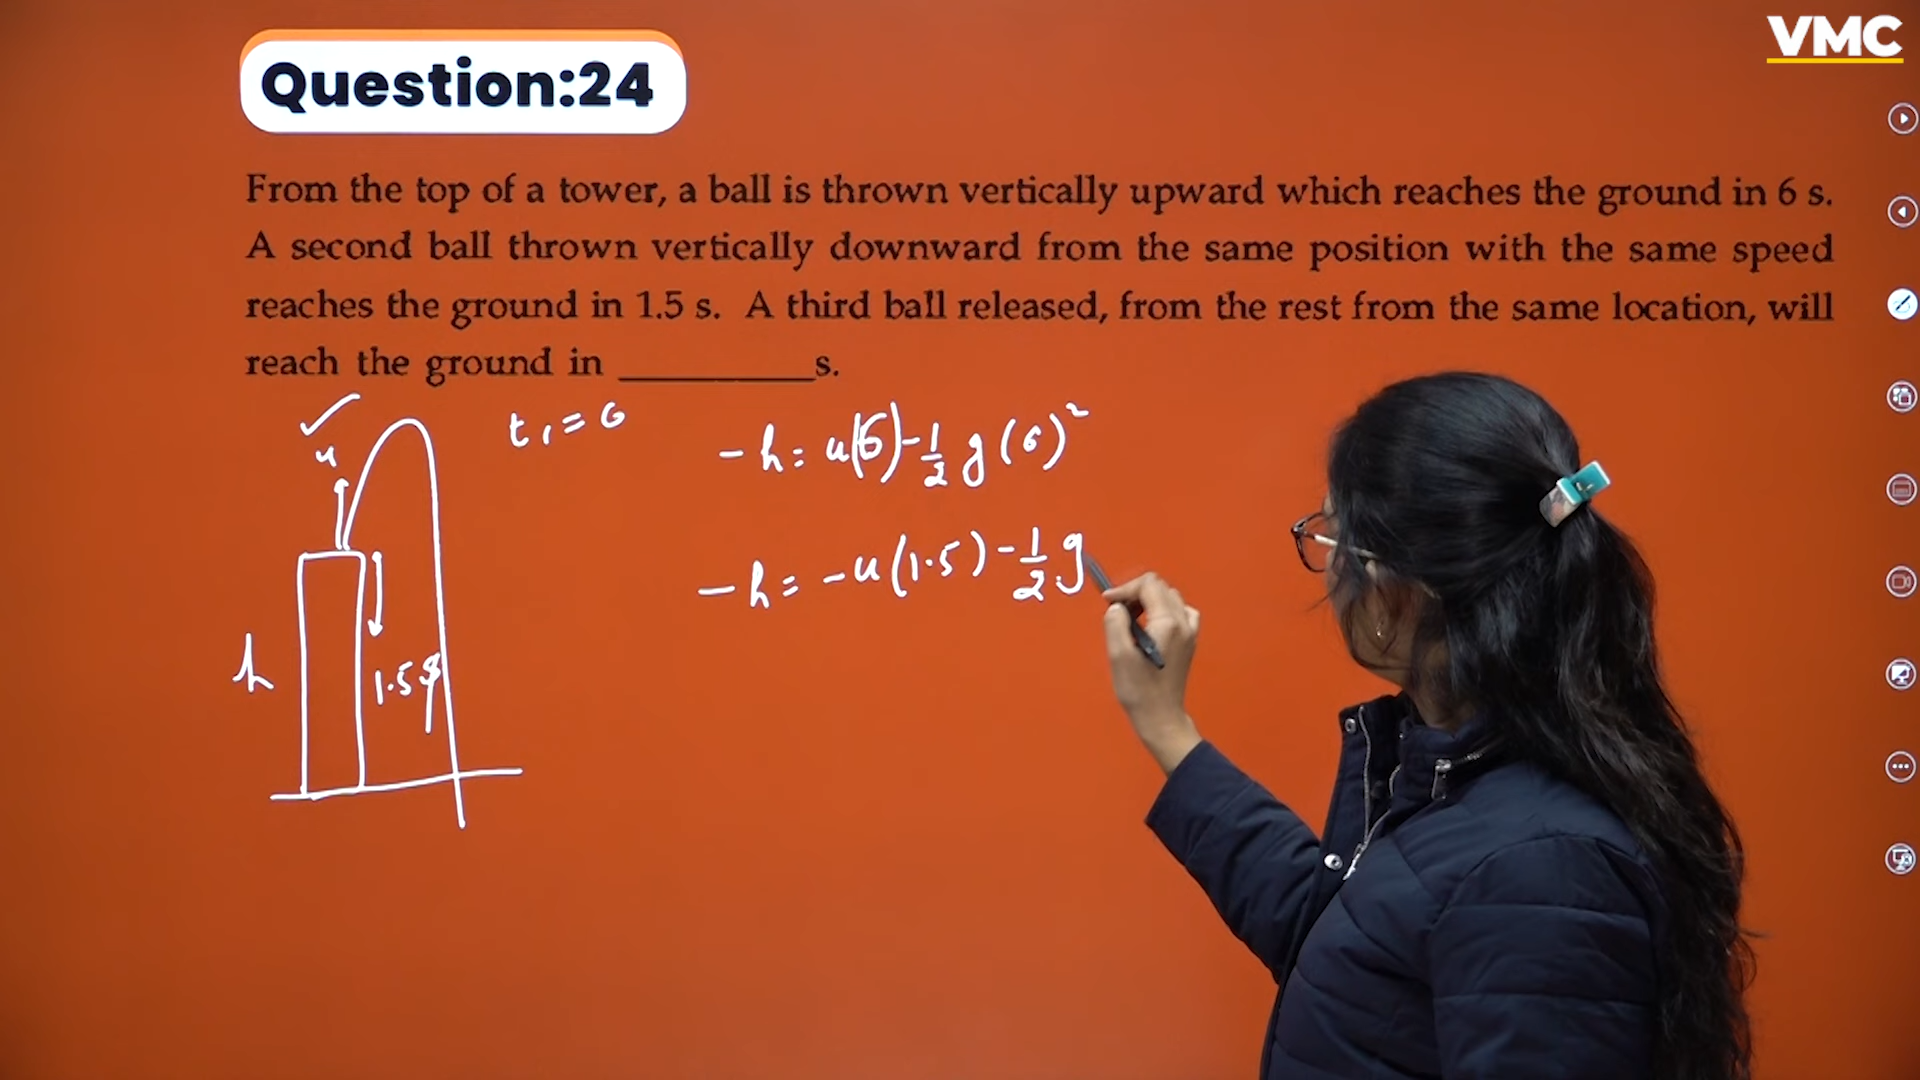 VMC
Question:24
From the top of a tower, a ball is thrown vertically upward which reaches the ground in 6 s.
A second ball thrown vertically downward from the same position with the same speed
reaches the ground in 1.5 s. A third ball released, from the rest from the same location, will
reach the ground in __________s.
u
t₁ = 6
-h = u(6) - 1/2 g (6)²
-h = -u (1.5) - 1/2 g
h
1.5 s